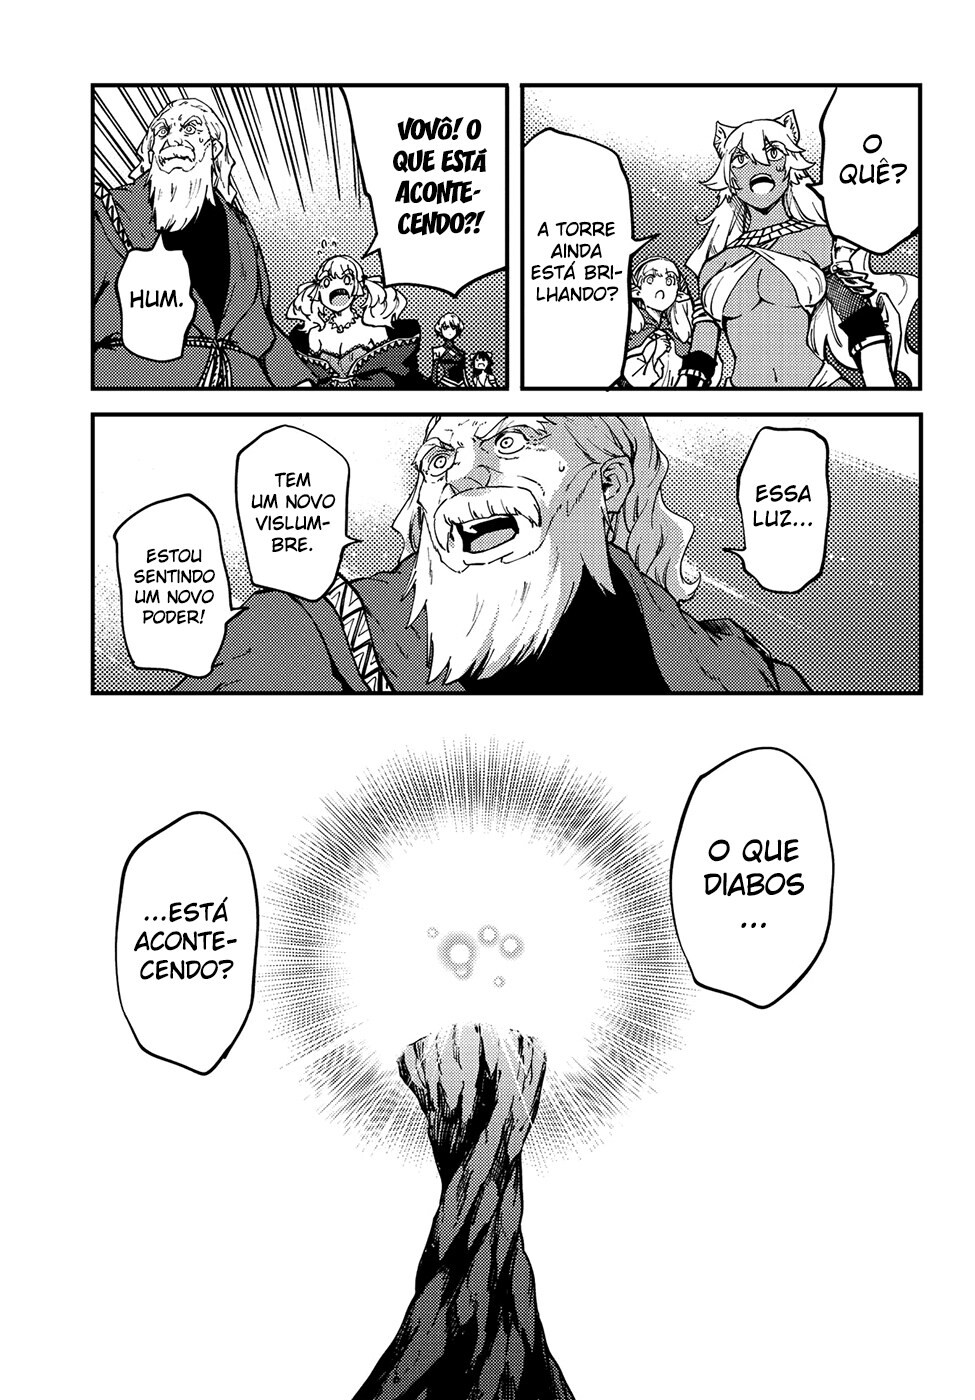 O
QUÊ?
A TORRE
AINDA
ESTÁ BRI-
LHANDO?
VOVÔ! O
QUE ESTÁ
ACONTE-
CENDO?!
HUM.
ESSA
LUZ...
TEM
UM NOVO
VISLUM-
BRE.
ESTOU
SENTINDO
UM NOVO
PODER!
O QUE
DIABOS
...
...ESTÁ
ACONTE-
CENDO?